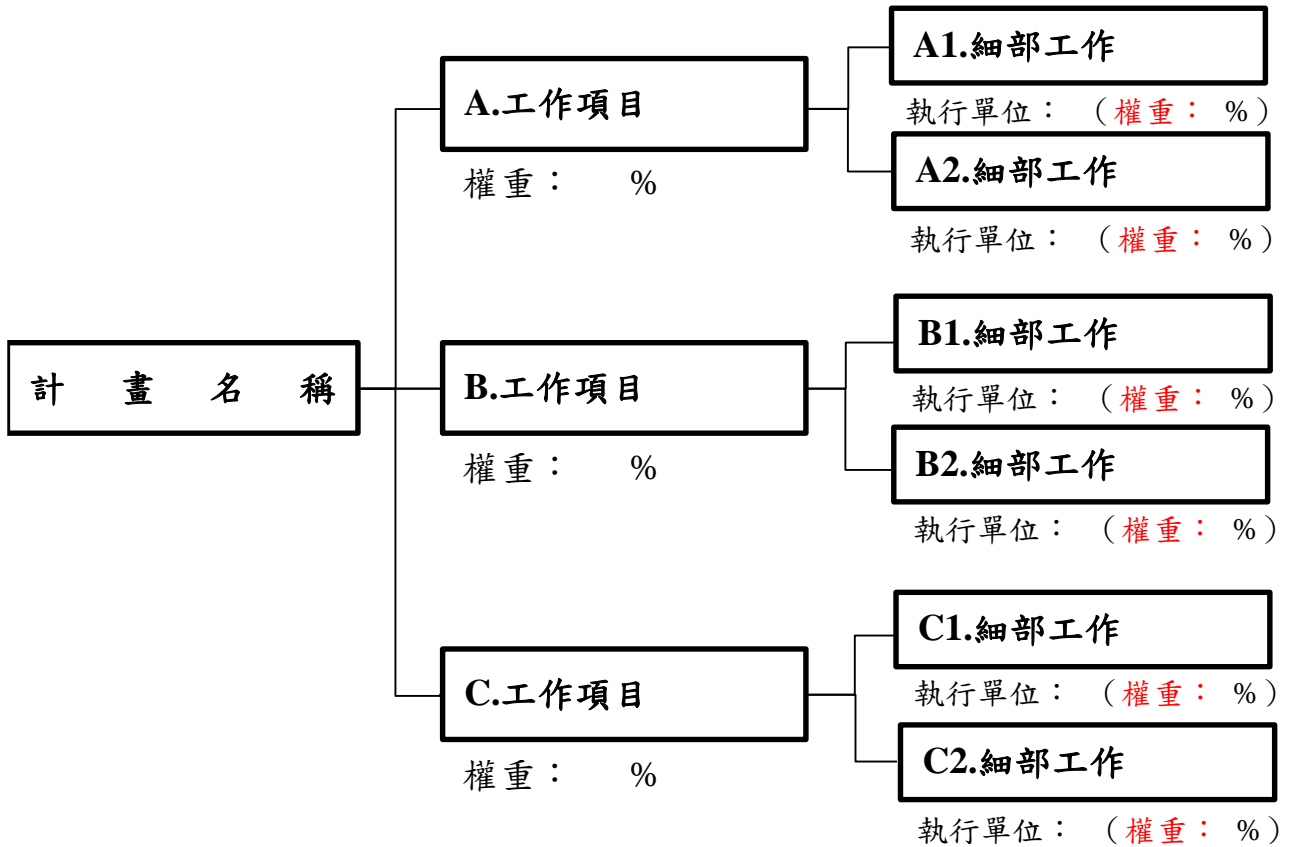 計畫名稱
A.工作項目
權重： %
A1.細部工作
執行單位： （權重： %）
A2.細部工作
執行單位： （權重： %）
B.工作項目
權重： %
B1.細部工作
執行單位： （權重： %）
B2.細部工作
執行單位： （權重： %）
C.工作項目
權重： %
C1.細部工作
執行單位： （權重： %）
C2.細部工作
執行單位： （權重： %）